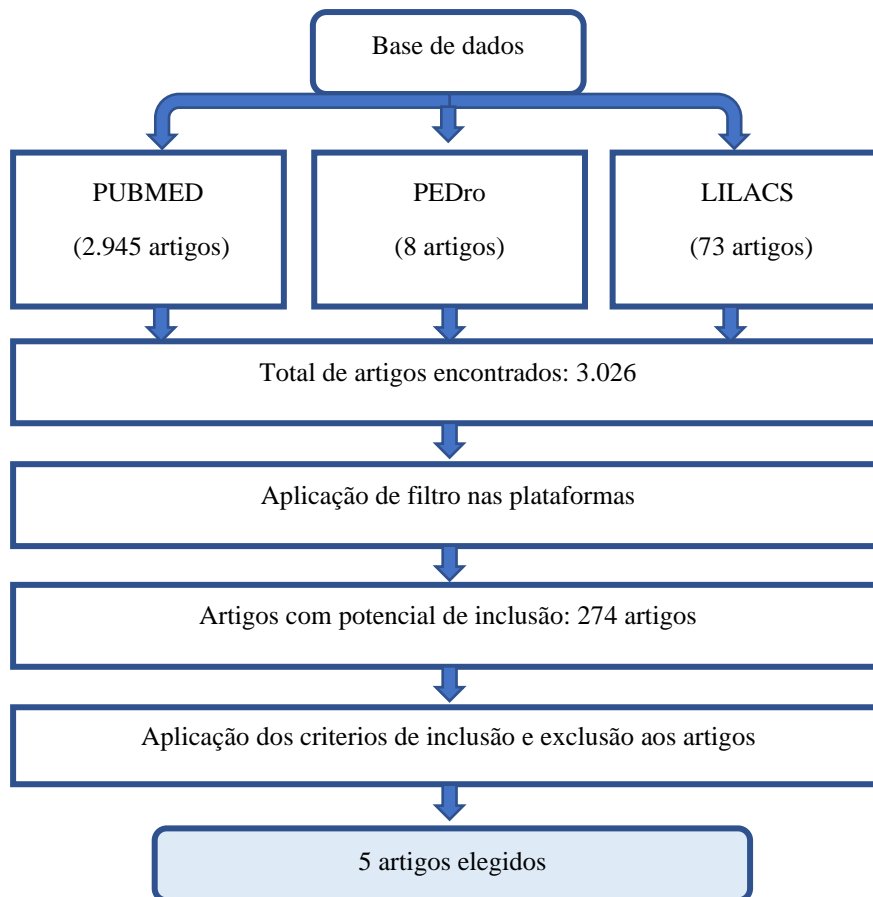 Base de dados
PUBMED
(2.945 artigos)
PEDro
(8 artigos)
LILACS
(73 artigos)
Total de artigos encontrados: 3.026
Aplicação de filtro nas plataformas
Artigos com potencial de inclusão: 274 artigos
Aplicação dos criterios de inclusão e exclusão aos artigos
5 artigos elegidos